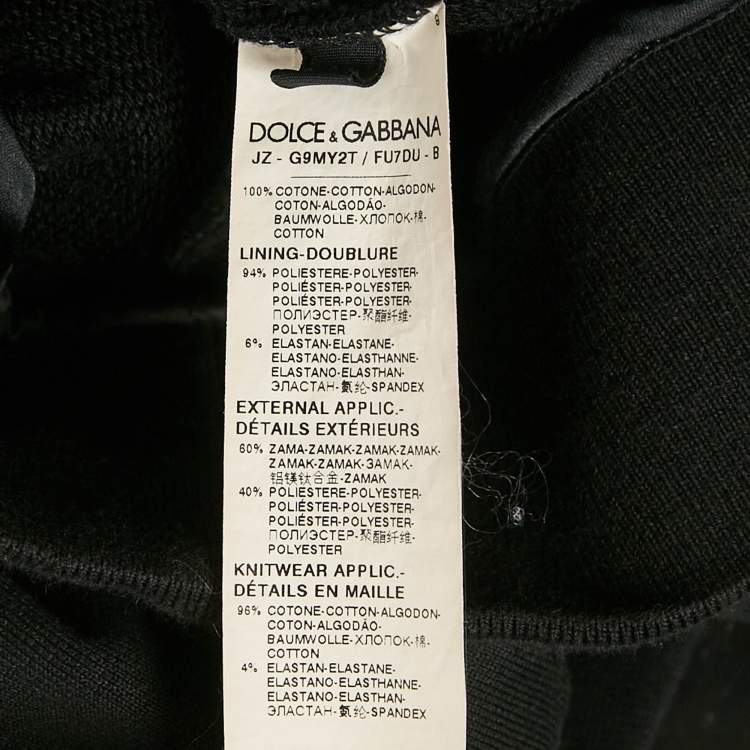 DOLCE & GABBANA
JZ - G9MY2T / FU7DU - B
100% COTONE-COTTON-ALGODON-
COTON-ALGODÃO-
BAUMWOLLE-ХЛОПОК-棉-
COTTON
LINING-DOUBLURE
94% POLIESTERE-POLYESTER-
POLIÉSTER-POLYESTER-
POLIÉSTER-POLYESTER-
ПОЛИЭСТЕР-聚酯纤维-
POLYESTER
6% ELASTAN-ELASTANE-
ELASTANO-ELASTHANNE-
ELASTANO-ELASTHAN-
ЭЛАСТАН-氨纶-SPANDEX
EXTERNAL APPLIC.-
DÉTAILS EXTÉRIEURS
60% ZAMA-ZAMAK-ZAMAK-ZAMAK-
ZAMAK-ZAMAK-ЗАМАК-
铝镁钛合金-ZAMAK
40% POLIESTERE-POLYESTER-
POLIÉSTER-POLYESTER-
POLIÉSTER-POLYESTER-
ПОЛИЭСТЕР-聚酯纤维-
POLYESTER
KNITWEAR APPLIC.-
DÉTAILS EN MAILLE
96% COTONE-COTTON-ALGODON-
COTON-ALGODÃO-
BAUMWOLLE-ХЛОПОК-棉-
COTTON
4% ELASTAN-ELASTANE-
ELASTANO-ELASTHANNE-
ELASTANO-ELASTHAN-
ЭЛАСТАН-氨纶-SPANDEX